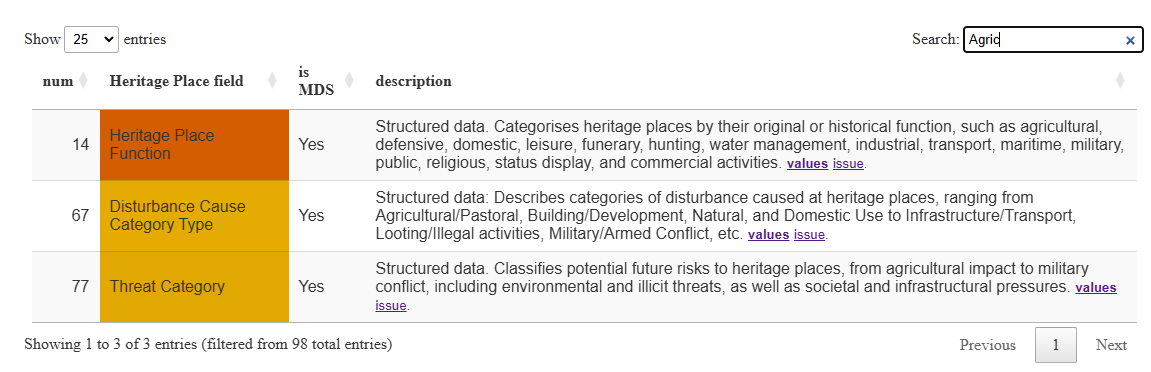 Show 25 entries Search: Agric ×
num Heritage Place field is MDS description
14 Heritage Place Function Yes Structured data. Categorises heritage places by their original or historical function, such as agricultural,
defensive, domestic, leisure, funerary, hunting, water management, industrial, transport, maritime, military,
public, religious, status display, and commercial activities. values issue.
67 Disturbance Cause Category Type Yes Structured data: Describes categories of disturbance caused at heritage places, ranging from
Agricultural/Pastoral, Building/Development, Natural, and Domestic Use to Infrastructure/Transport,
Looting/Illegal activities, Military/Armed Conflict, etc. values issue.
77 Threat Category Yes Structured data. Classifies potential future risks to heritage places, from agricultural impact to military
conflict, including environmental and illicit threats, as well as societal and infrastructural pressures. values
issue.
Showing 1 to 3 of 3 entries (filtered from 98 total entries) Previous 1 Next